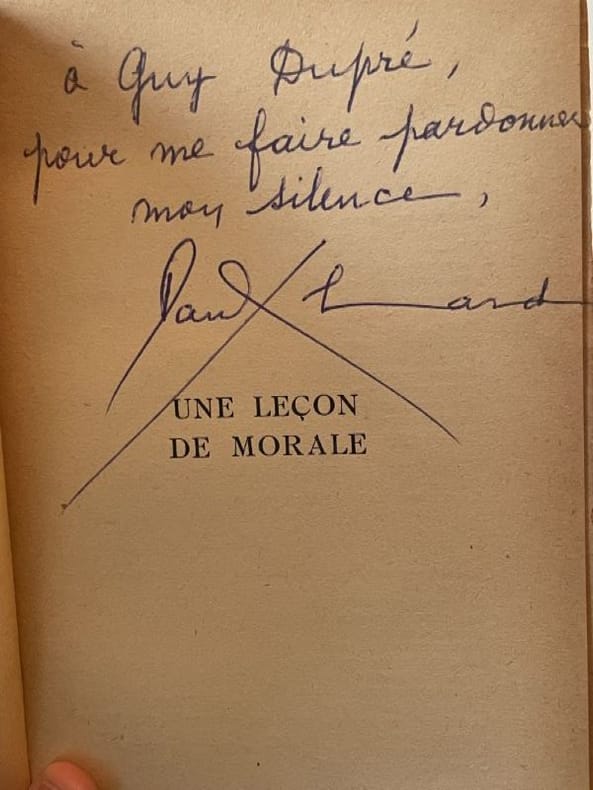 à Guy Dupré,
pour me faire pardonner
mon silence,
Paul Eluard
UNE LEÇON
DE MORALE